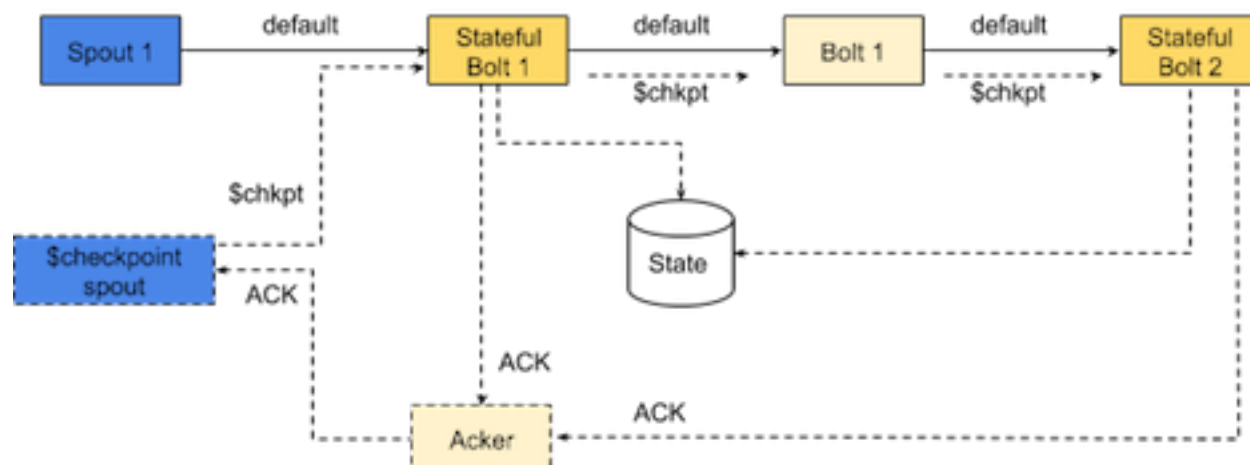 Spout 1
default
Stateful
Bolt 1
default
$chkpt
Bolt 1
default
$chkpt
Stateful
Bolt 2
$chkpt
$checkpoint
spout
ACK
State
ACK
ACK
Acker